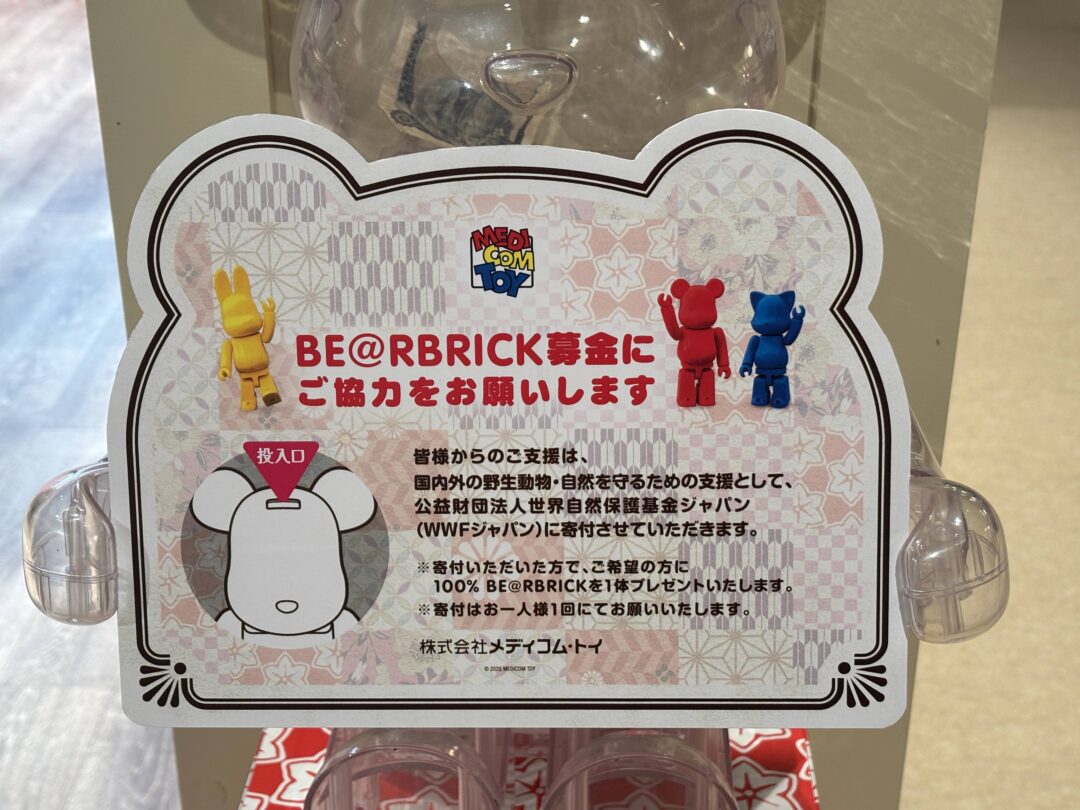 MEDI
COM
TOY
BE@RBRICK募金に
ご協力をお願いします
投入口
皆様からのご支援は、
国内外の野生動物・自然を守るための支援として、
公益財団法人世界自然保護基金ジャパン
(WWFジャパン)に寄付させていただきます。
※寄付いただいた方で、ご希望の方に
100% BE@RBRICKを1体プレゼントいたします。
※寄付はお一人様1回にてお願いいたします。
株式会社メディコム・トイ
© 2025 MEDICOM TOY